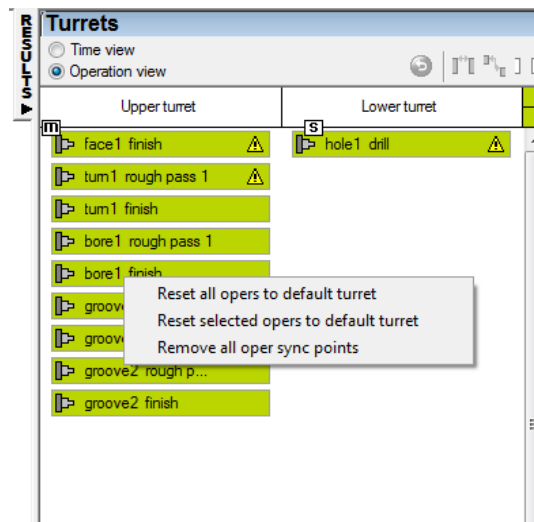 RESULTS
Turrets
Time view
Operation view
Upper turret
Lower turret
m
s
face1 finish
hole1 drill
turn1 rough pass 1
turn1 finish
bore1 rough pass 1
bore1 finish
Reset all opers to default turret
Reset selected opers to default turret
Remove all oper sync points
groov
groov
groove2 rough p...
groove2 finish